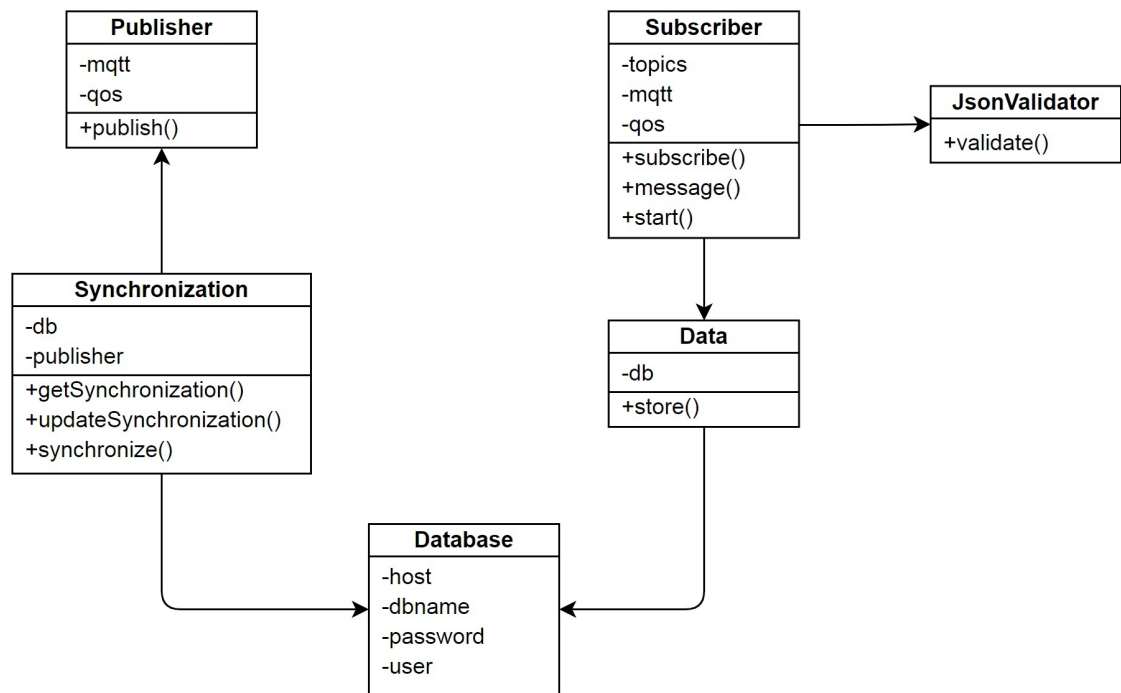 Publisher
-mqtt
-qos
+publish()
Subscriber
-topics
-mqtt
-qos
+subscribe()
+message()
+start()
JsonValidator
+validate()
Synchronization
-db
-publisher
+getSynchronization()
+updateSynchronization()
+synchronize()
Data
-db
+store()
Database
-host
-dbname
-password
-user